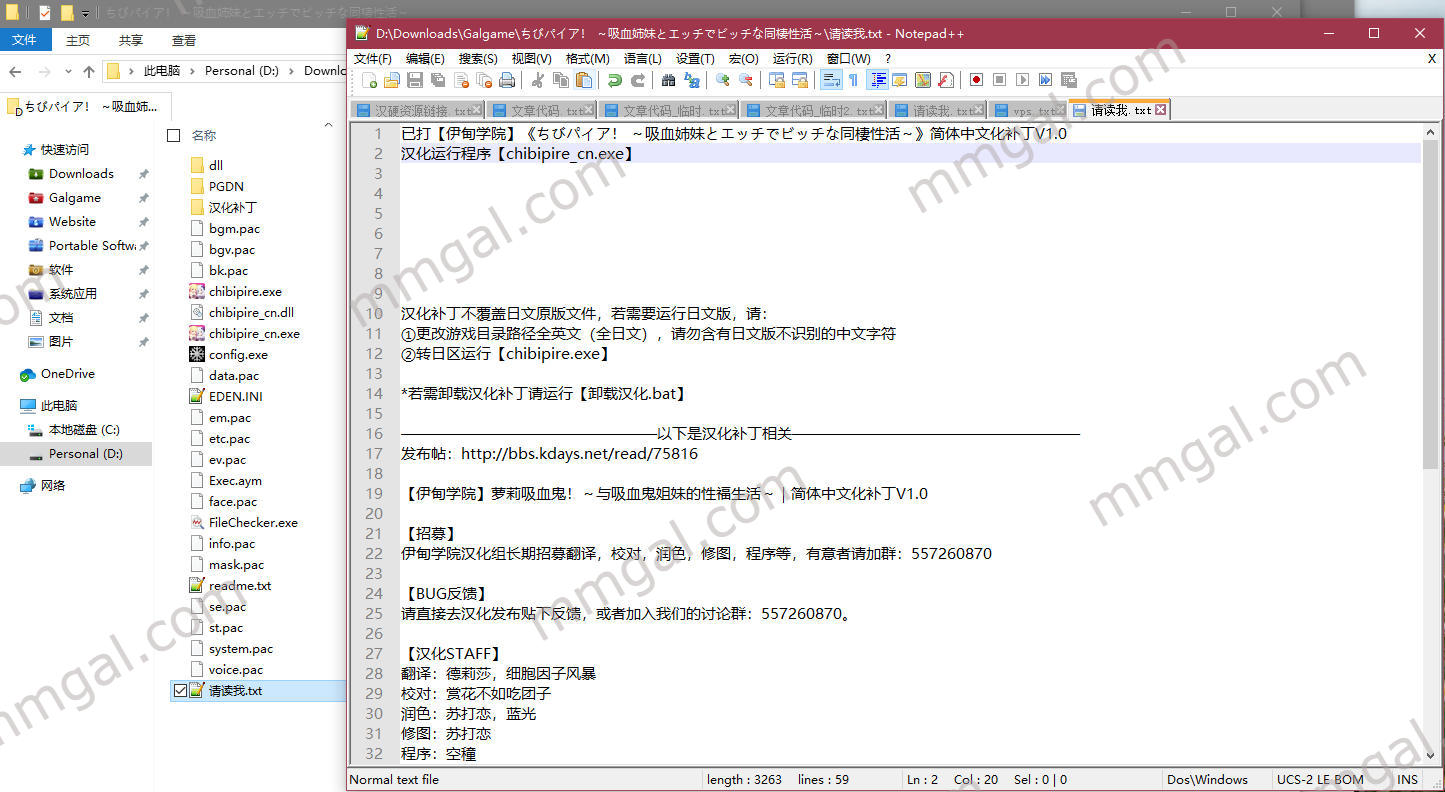 ちびパイア！ ～吸血姉妹とエッチでビッチな同棲性活～
文件 主页 共享 查看
此电脑 Personal (D:) Downlo
ちびパイア！ ～吸血姉...
快速访问
Downloads
Galgame
Website
Portable Softwa
软件
系统应用
文档
图片
OneDrive
此电脑
本地磁盘 (C:)
Personal (D:)
网络
名称
dll
PGDN
汉化补丁
bgm.pac
bgv.pac
bk.pac
chibipire.exe
chibipire_cn.dll
chibipire_cn.exe
config.exe
data.pac
EDEN.INI
em.pac
etc.pac
ev.pac
Exec.aym
face.pac
FileChecker.exe
info.pac
mask.pac
readme.txt
se.pac
st.pac
system.pac
voice.pac
请读我.txt
D:\Downloads\Galgame\ちびパイア！ ～吸血姉妹とエッチでビッチな同棲性活～\请读我.txt - Notepad++
文件(F) 编辑(E) 搜索(S) 视图(V) 格式(M) 语言(L) 设置(T) 宏(O) 运行(R) 窗口(W) ? X
汉硬资源链接.txt 文章代码.txt 文章代码_临时.txt 文章代码_临时2.txt 请读我.txt vps.txt 请读我.txt
1 已打【伊甸学院】《ちびパイア！ ～吸血姉妹とエッチでビッチな同棲性活～》简体中文化补丁V1.0
2 汉化运行程序【chibipire_cn.exe】
3
4
5
6
7
8
9
10 汉化补丁不覆盖日文原版文件，若需要运行日文版，请：
11 ①更改游戏目录路径全英文（全日文），请勿含有日文版不识别的中文字符
12 ②转日区运行【chibipire.exe】
13
14 *若需卸载汉化补丁请运行【卸载汉化.bat】
15
16 ————————————————以下是汉化补丁相关——————————————————
17 发布帖：http://bbs.kdays.net/read/75816
18
19 【伊甸学院】萝莉吸血鬼！～与吸血鬼姐妹的性福生活～ | 简体中文化补丁V1.0
20
21 【招募】
22 伊甸学院汉化组长期招募翻译，校对，润色，修图，程序等，有意者请加群：557260870
23
24 【BUG反馈】
25 请直接去汉化发布贴下反馈，或者加入我们的讨论群：557260870。
26
27 【汉化STAFF】
28 翻译：德莉莎，细胞因子风暴
29 校对：赏花不如吃团子
30 润色：苏打恋，蓝光
31 修图：苏打恋
32 程序：空穜
Normal text file length : 3263 lines : 59 Ln : 2 Col : 20 Sel : 0 | 0 Dos\Windows UCS-2 LE BOM INS
mmgal.com
mmgal.com
mmgal.com
mmgal.com
mmgal.com
mmgal.com